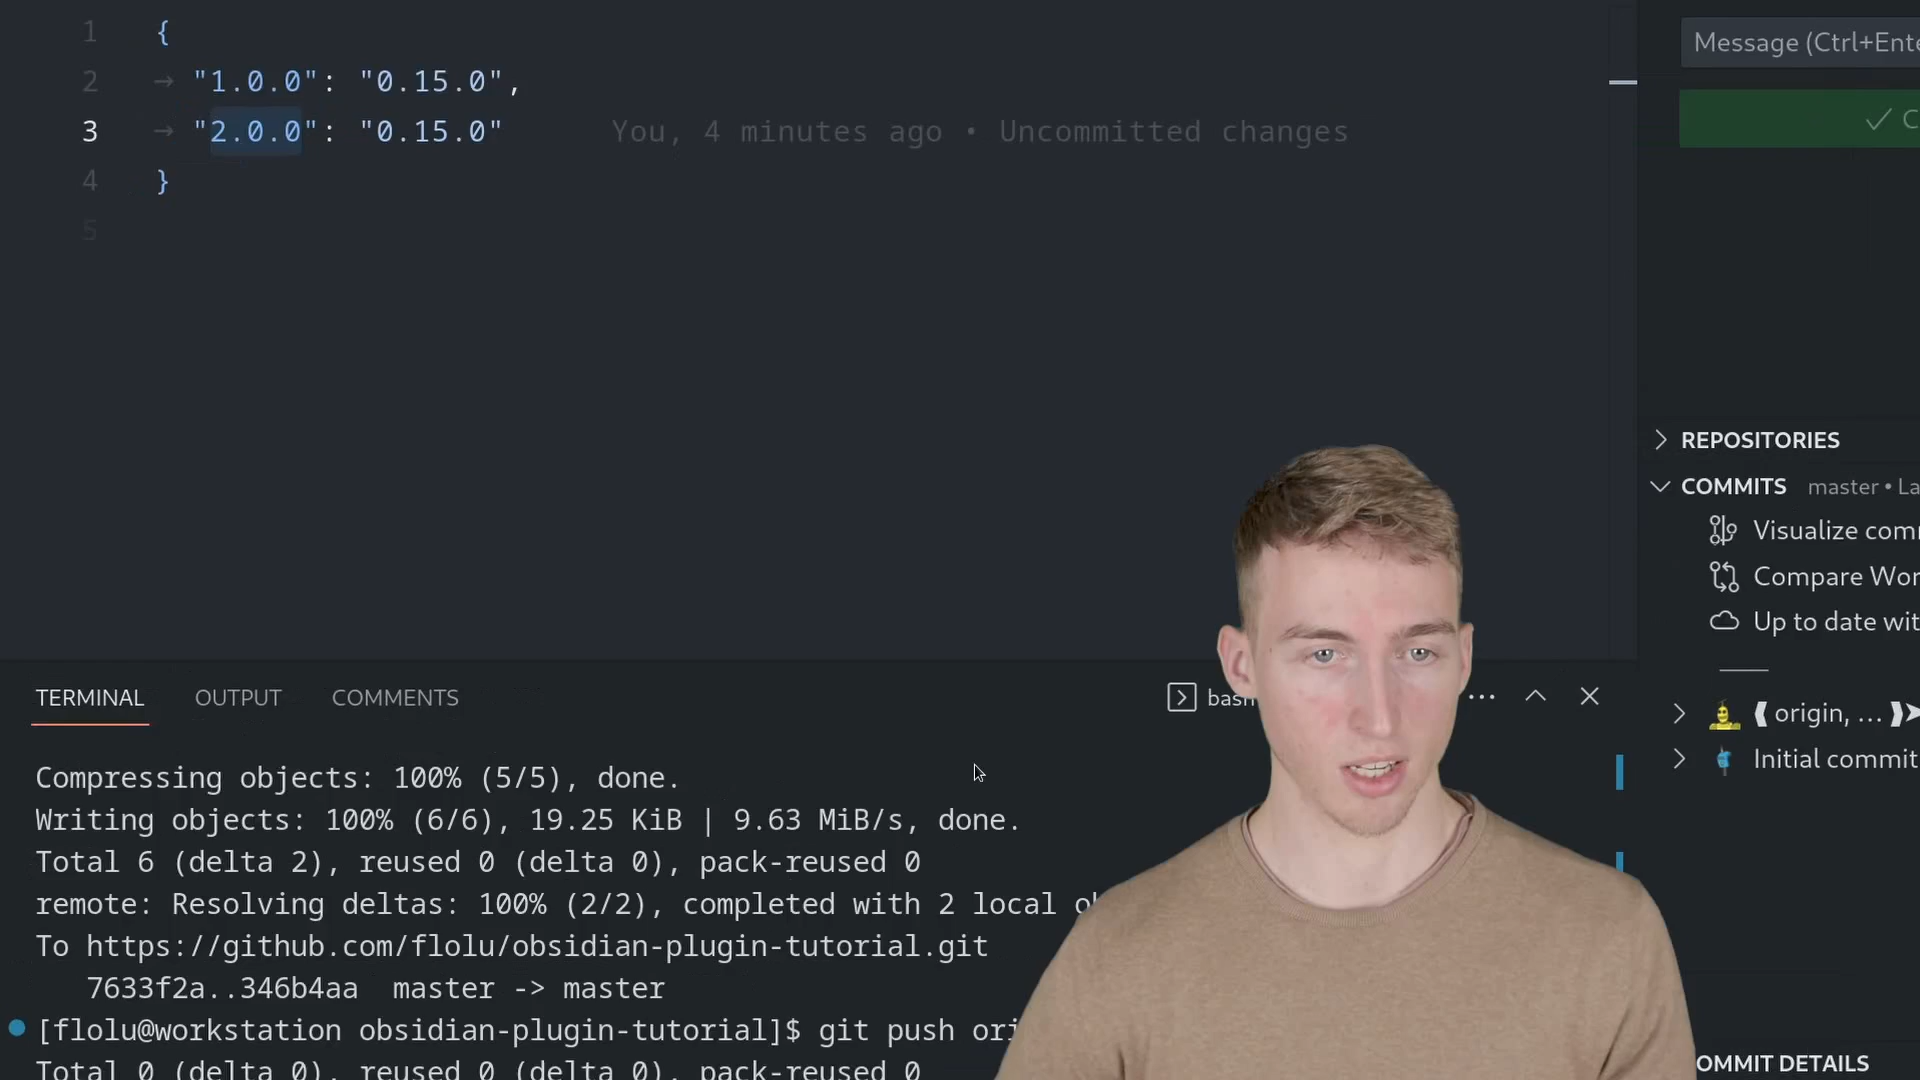 1 {
2 → "1.0.0": "0.15.0",
3 → "2.0.0": "0.15.0" You, 4 minutes ago • Uncommitted changes
4 }
5
Message (Ctrl+Ente
✓ C
REPOSITORIES
COMMITS master • La
Visualize com
Compare Wor
Up to date wit
origin, ...
Initial commit
OMMIT DETAILS
TERMINAL OUTPUT COMMENTS bash ...
Compressing objects: 100% (5/5), done.
Writing objects: 100% (6/6), 19.25 KiB | 9.63 MiB/s, done.
Total 6 (delta 2), reused 0 (delta 0), pack-reused 0
remote: Resolving deltas: 100% (2/2), completed with 2 local
To https://github.com/flolu/obsidian-plugin-tutorial.git
7633f2a..346b4aa master -> master
[flolu@workstation obsidian-plugin-tutorial]$ git push ori
Total 0 (delta 0), reused 0 (delta 0), pack-reused 0